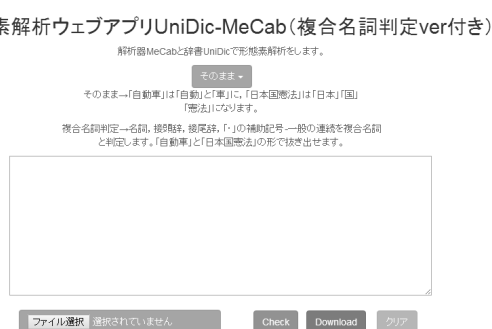 素解析ウェブアプリUniDic-MeCab(複合名詞判定ver付き)
解析器MeCabと辞書UniDicで形態素解析をします。
そのまま
そのまま→「自動車」は「自動」と「車」に,「日本国憲法」は「日本」「国」
「憲法」になります。
複合名詞判定→名詞, 接頭辞, 接尾辞, 「-」の補助記号-一般の連続を複合名詞
と判定します。「自動車」と「日本国憲法」の形で抜き出せます。
ファイル選択 選択されていません Check Download クリア